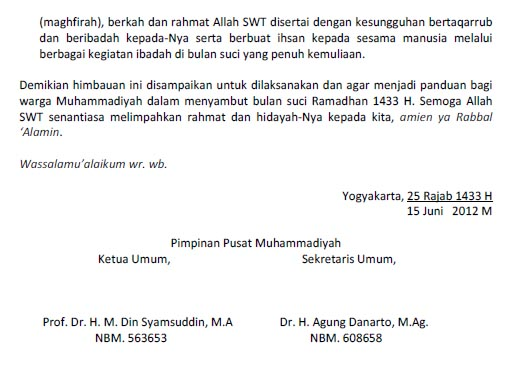 (maghfirah), berkah dan rahmat Allah SWT disertai dengan kesungguhan bertaqarrub
dan beribadah kepada-Nya serta berbuat ihsan kepada sesama manusia melalui
berbagai kegiatan ibadah di bulan suci yang penuh kemuliaan.
Demikian himbauan ini disampaikan untuk dilaksanakan dan agar menjadi panduan bagi
warga Muhammadiyah dalam menyambut bulan suci Ramadhan 1433 H. Semoga Allah
SWT senantiasa melimpahkan rahmat dan hidayah-Nya kepada kita, amien ya Rabbal
‘Alamin.
Wassalamu’alaikum wr. wb.
Yogyakarta, 25 Rajab 1433 H
15 Juni 2012 M
Pimpinan Pusat Muhammadiyah
Ketua Umum, Sekretaris Umum,
Prof. Dr. H. M. Din Syamsuddin, M.A Dr. H. Agung Danarto, M.Ag.
NBM. 563653 NBM. 608658